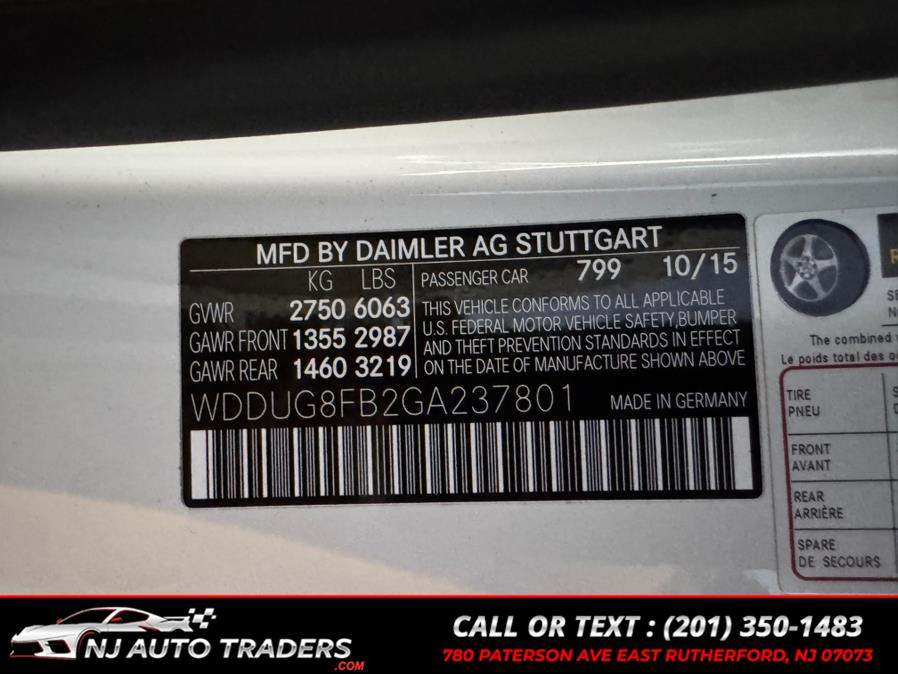 MFD BY DAIMLER AG STUTTGART
KG LBS
GVWR 2750 6063
GAWR FRONT 1355 2987
GAWR REAR 1460 3219
PASSENGER CAR 799 10/15
THIS VEHICLE CONFORMS TO ALL APPLICABLE
U.S. FEDERAL MOTOR VEHICLE SAFETY,BUMPER
AND THEFT PREVENTION STANDARDS IN EFFECT
ON THE DATE OF MANUFACTURE SHOWN ABOVE
WDDUG8FB2GA237801 MADE IN GERMANY
The combined
Le poids total des
TIRE
PNEU
FRONT
AVANT
REAR
ARRIÈRE
SPARE
DE SECOURS
NJ AUTO TRADERS
.COM
CALL OR TEXT : (201) 350-1483
780 PATERSON AVE EAST RUTHERFORD, NJ 07073